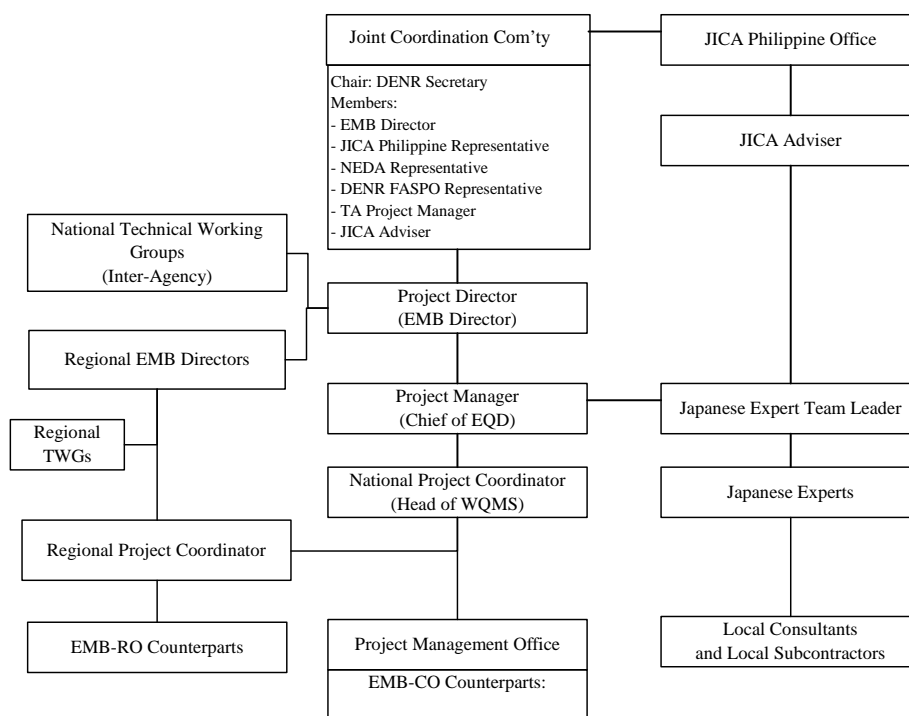 Joint Coordination Com'ty
JICA Philippine Office
Chair: DENR Secretary
Members:
- EMB Director
- JICA Philippine Representative
- NEDA Representative
- DENR FASPO Representative
- TA Project Manager
- JICA Adviser
JICA Adviser
National Technical Working
Groups
(Inter-Agency)
Project Director
(EMB Director)
Regional EMB Directors
Project Manager
(Chief of EQD)
Japanese Expert Team Leader
Regional
TWGs
National Project Coordinator
(Head of WQMS)
Japanese Experts
Regional Project Coordinator
EMB-RO Counterparts
Project Management Office
EMB-CO Counterparts:
Local Consultants
and Local Subcontractors